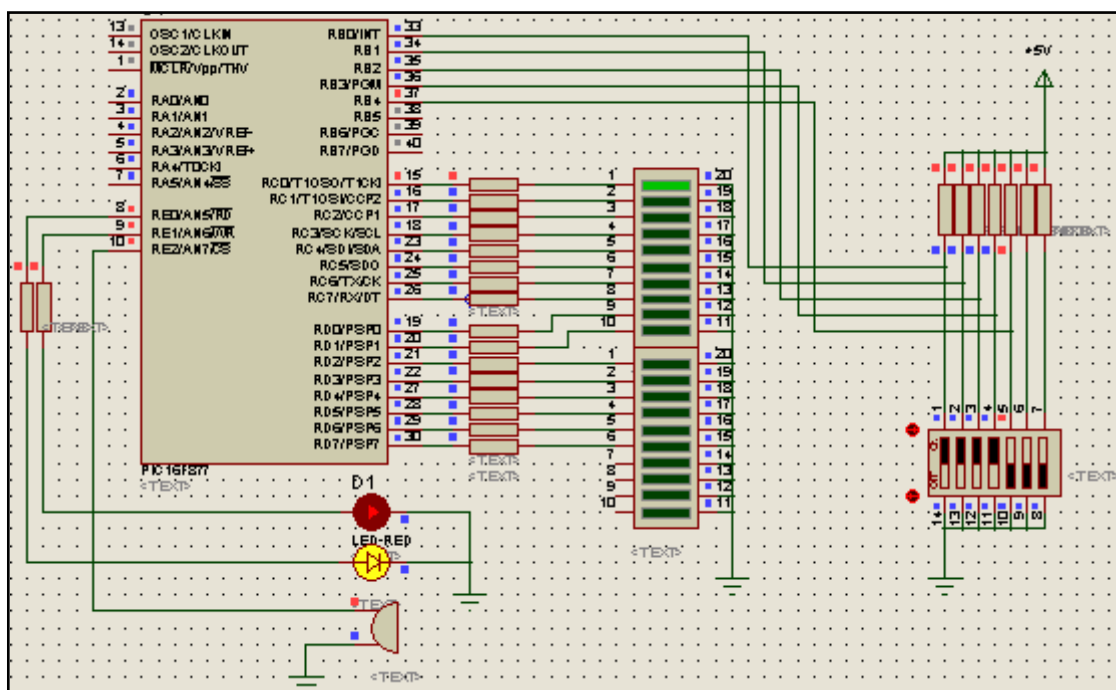 13 OSC1/CLKIN RB0/INT 33
14 OSC2/CLKOUT RB1 34
1 MCLR/Vpp/THV RB2 35
RB3/PGM 36
2 RA0/AN0 RB4 37
3 RA1/AN1 RB5 38
4 RA2/AN2/VREF- RB6/PGC 39
5 RA3/AN3/VREF+ RB7/PGD 40
6 RA4/T0CKI
7 RA5/AN4/SS RC0/T1OSO/T1CKI 15
RC1/T1OSI/CCP2 16
8 RE0/AN5/RD RC2/CCP1 17
9 RE1/AN6/WR RC3/SCK/SCL 18
10 RE2/AN7/CS RC4/SDI/SDA 23
RC5/SDO 24
RC6/TX/CK 25
RC7/RX/DT 26
RD0/PSP0 19
RD1/PSP1 20
RD2/PSP2 21
RD3/PSP3 22
RD4/PSP4 27
RD5/PSP5 28
RD6/PSP6 29
RD7/PSP7 30
PIC16F877
<TEXT>
<TEXT>
<TEXT>
<TEXT>
1 20
2 19
3 18
4 17
5 16
6 15
7 14
8 13
9 12
10 11
1 20
2 19
3 18
4 17
5 16
6 15
7 14
8 13
9 12
10 11
<TEXT>
+5V
1 2 3 4 5 6 7
ON
OFF
<TEXT>
14 13 12 11 10 9 8
D1
LED-RED
<TEXT>
<TEXT>